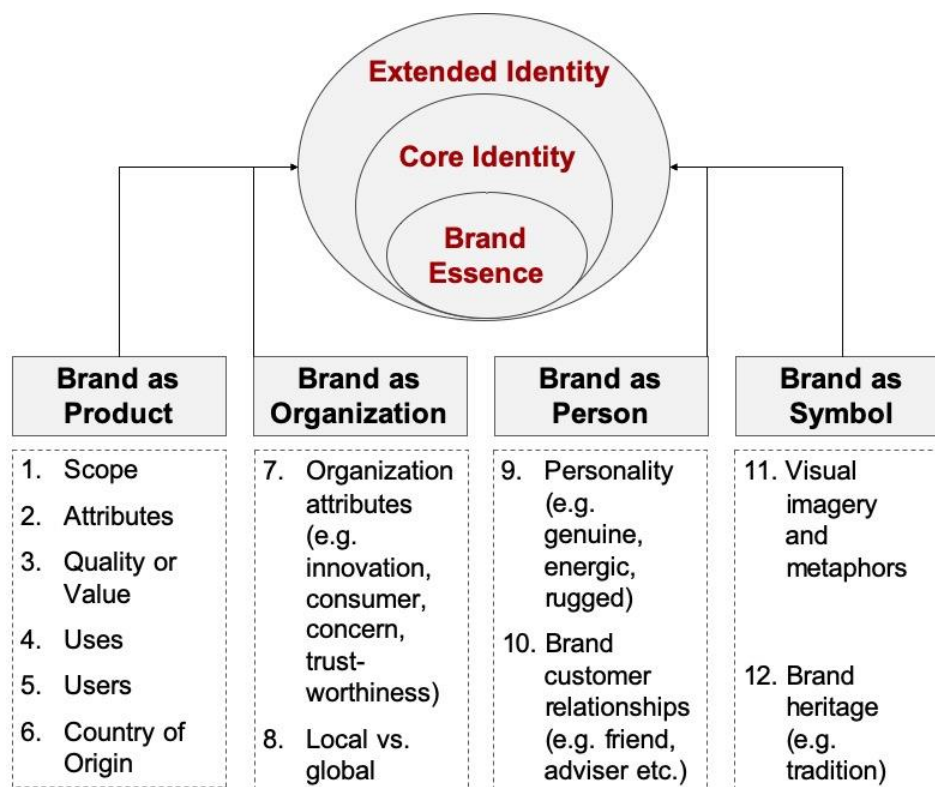 Extended Identity
Core Identity
Brand
Essence
Brand as
Product
1. Scope
2. Attributes
3. Quality or
Value
4. Uses
5. Users
6. Country of
Origin
Brand as
Organization
7. Organization
attributes
(e.g.
innovation,
consumer,
concern,
trust-
worthiness)
8. Local vs.
global
Brand as
Person
9. Personality
(e.g.
genuine,
energic,
rugged)
10. Brand
customer
relationships
(e.g. friend,
adviser etc.)
Brand as
Symbol
11. Visual
imagery
and
metaphors
12. Brand
heritage
(e.g.
tradition)